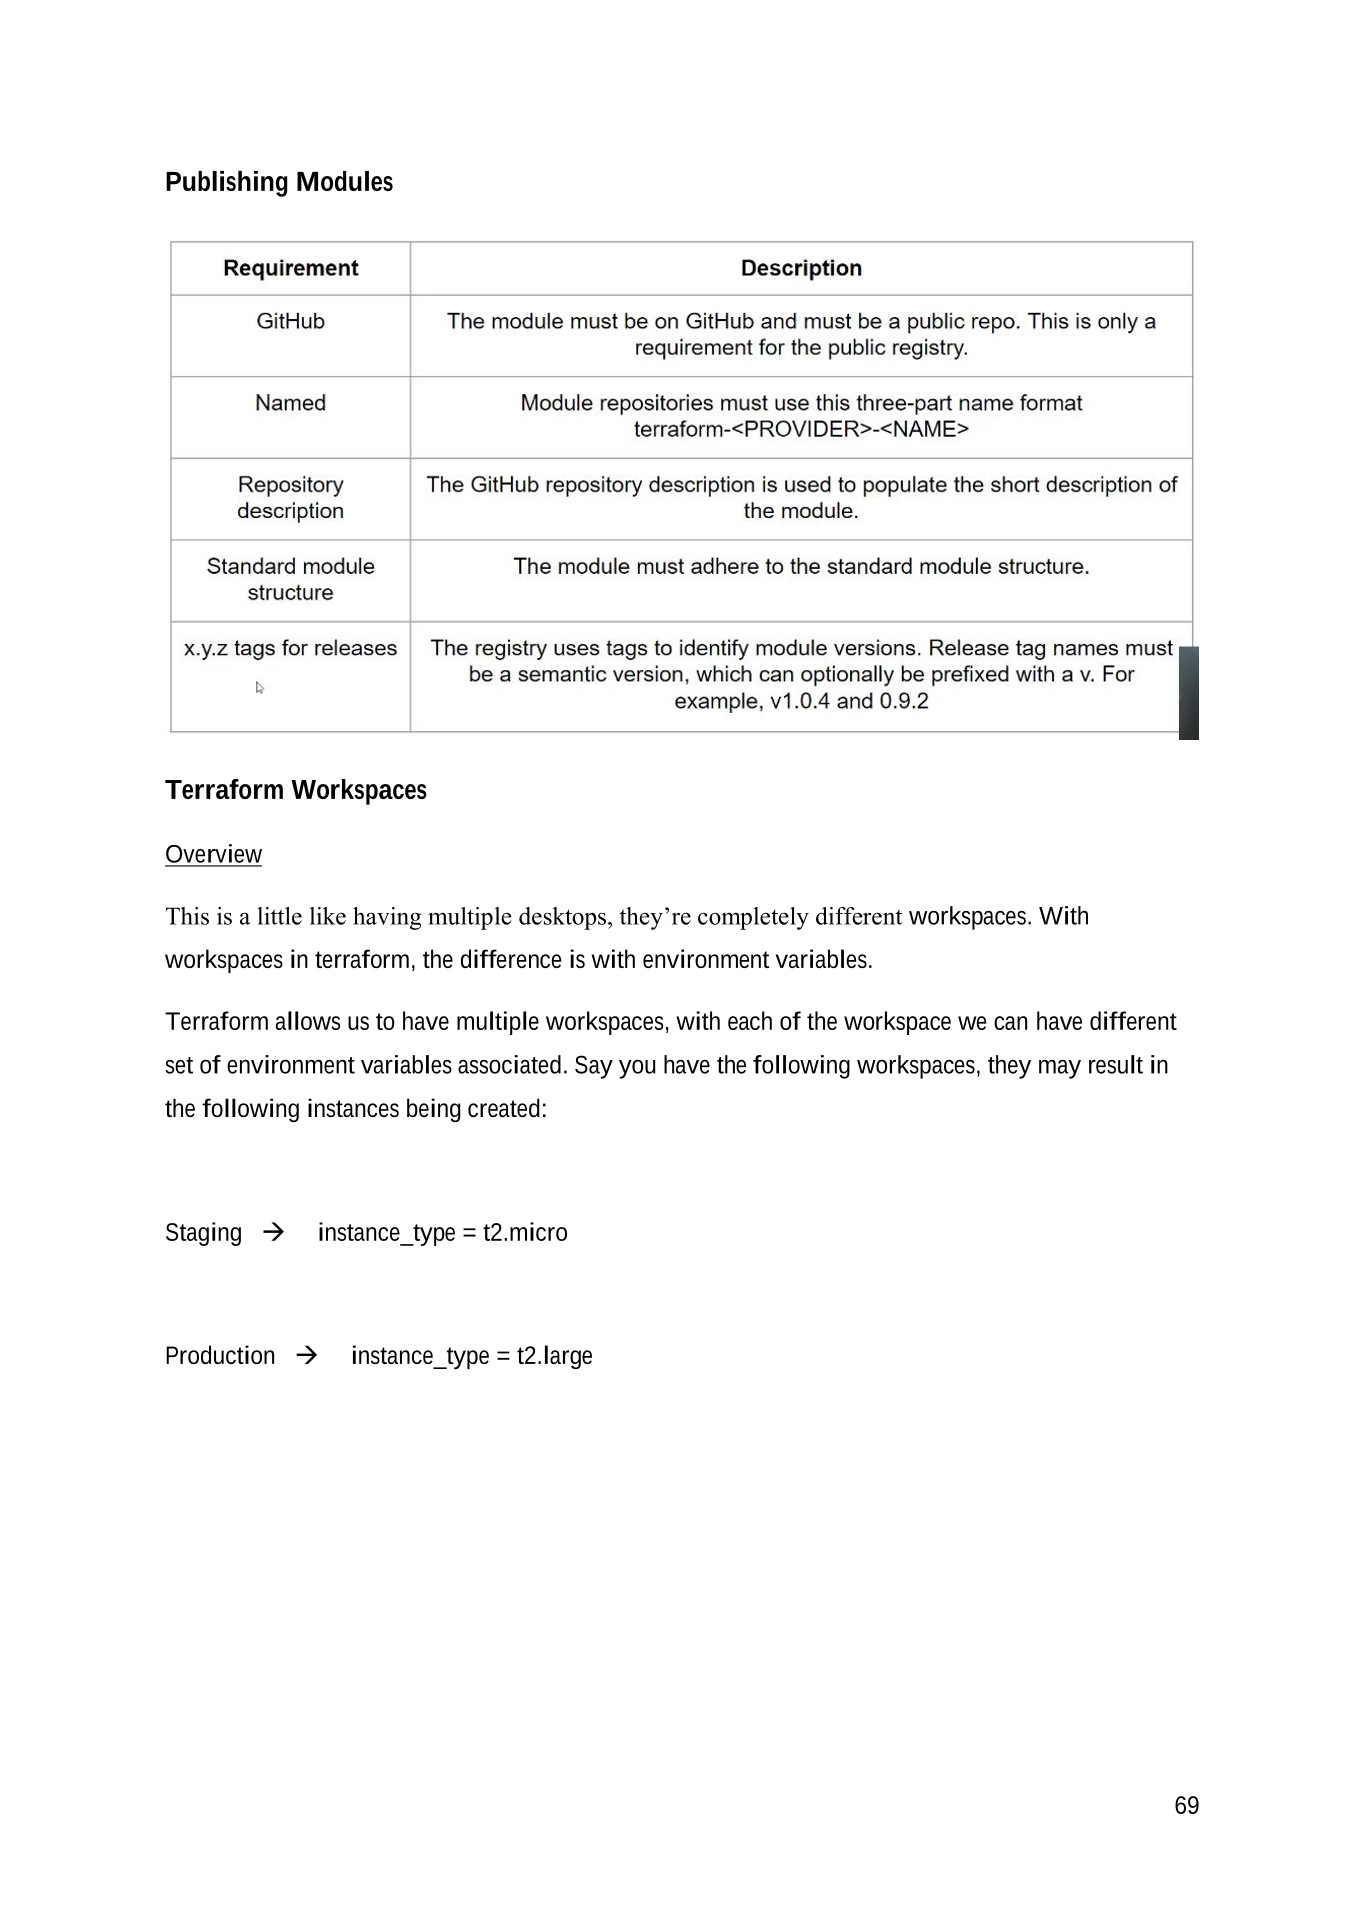 Publishing Modules
Requirement
Description
GitHub
The module must be on GitHub and must be a public repo. This is only a
requirement for the public registry.
Named
Module repositories must use this three-part name format
terraform-<PROVIDER>-<NAME>
Repository
description
The GitHub repository description is used to populate the short description of
the module.
Standard module
structure
The module must adhere to the standard module structure.
x.y.z tags for releases
The registry uses tags to identify module versions. Release tag names must
be a semantic version, which can optionally be prefixed with a v. For
example, v1.0.4 and 0.9.2
Terraform Workspaces
Overview
This is a little like having multiple desktops, they’re completely different workspaces. With
workspaces in terraform, the difference is with environment variables.
Terraform allows us to have multiple workspaces, with each of the workspace we can have different
set of environment variables associated. Say you have the following workspaces, they may result in
the following instances being created:
Staging → instance_type = t2.micro
Production → instance_type = t2.large
69